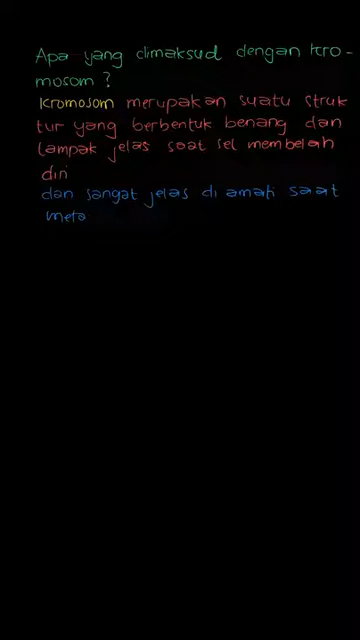 Apa yang dimaksud dengan kro-
mosom ?
kromosom merupakan suatu struk
tur yang berbentuk benang dan
tampak jelas saat sel membelah
diri
dan sangat jelas di amati saat
meta